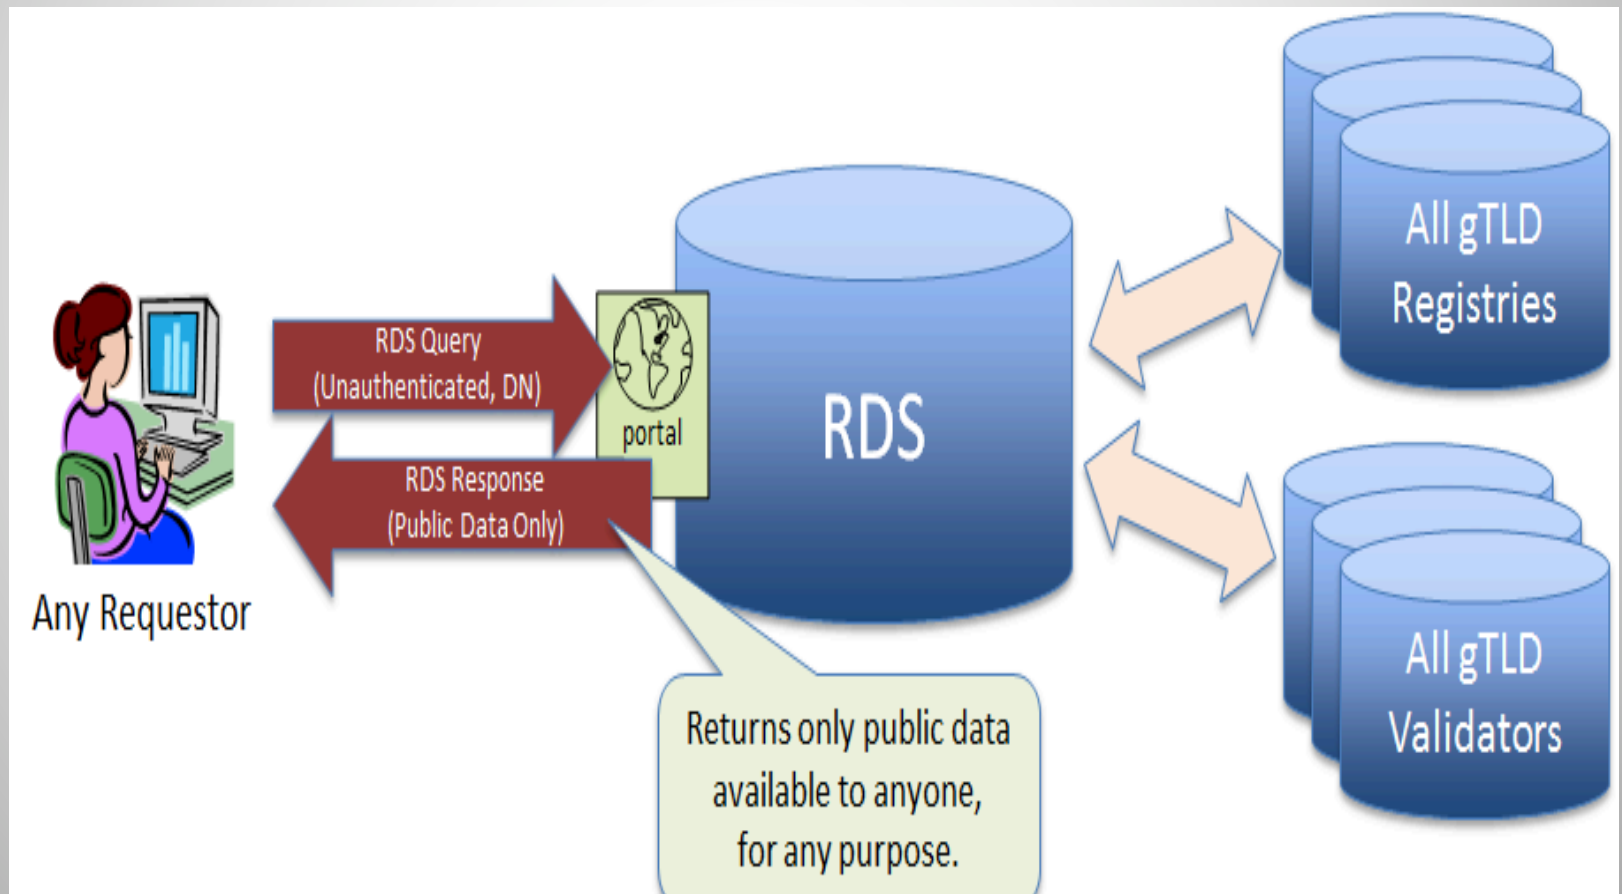 RDS Query
(Unauthenticated, DN)
portal
RDS Response
(Public Data Only)
Any Requestor
RDS
All gTLD
Registries
All gTLD
Validators
Returns only public data
available to anyone,
for any purpose.